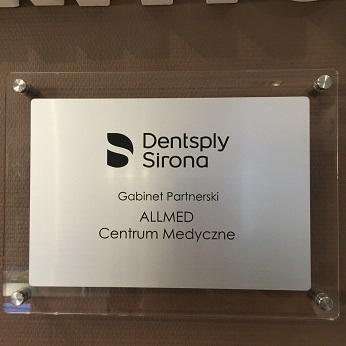 Dentsply
Sirona
Gabinet Partnerski
ALLMED
Centrum Medyczne